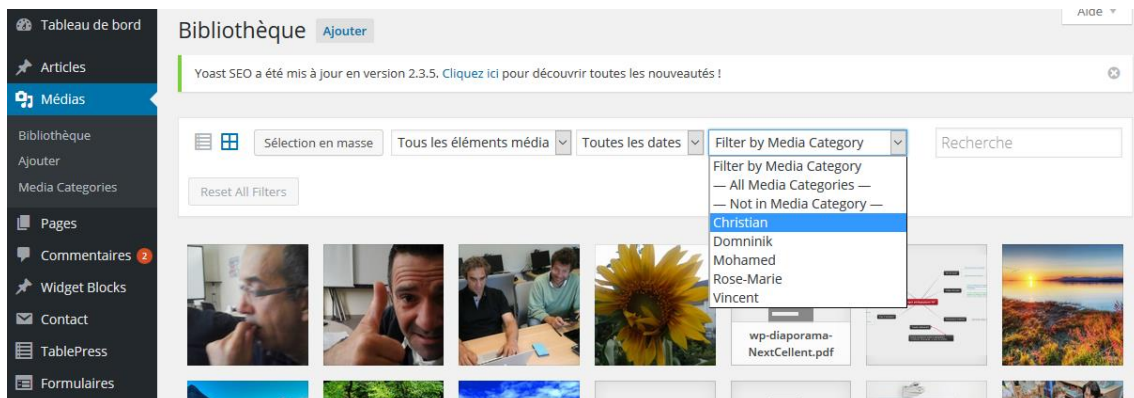 Tableau de bord
Articles
Médias
Bibliothèque
Ajouter
Media Categories
Pages
Commentaires 2
Widget Blocks
Contact
TablePress
Formulaires
Aide
Bibliothèque Ajouter
Yoast SEO a été mis à jour en version 2.3.5. Cliquez ici pour découvrir toutes les nouveautés !
Sélection en masse Tous les éléments média Toutes les dates Filter by Media Category Recherche
Filter by Media Category
— All Media Categories —
— Not in Media Category —
Christian
Domninik
Mohamed
Rose-Marie
Vincent
Reset All Filters
wp-diaporama-
NextCellent.pdf